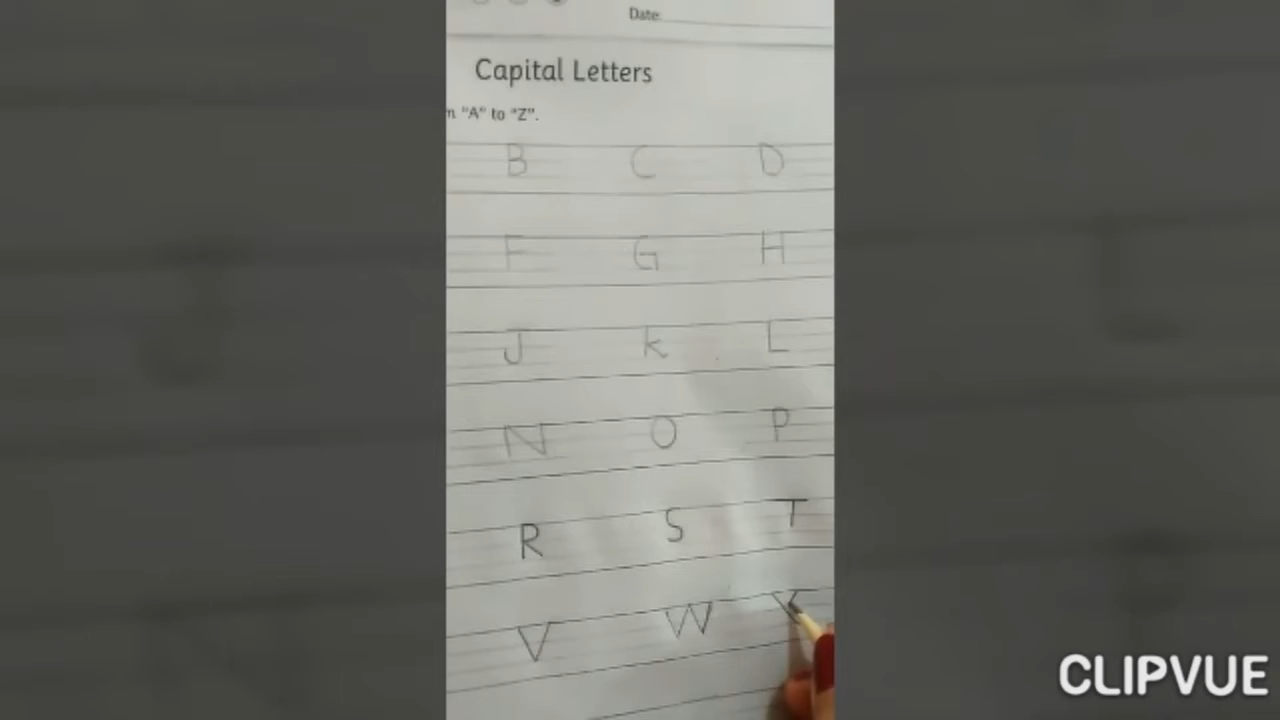 Date:
Capital Letters
"A" to "Z".
B C D
F G H
J k L
N O P
R S T
V W X
CLIPVUE